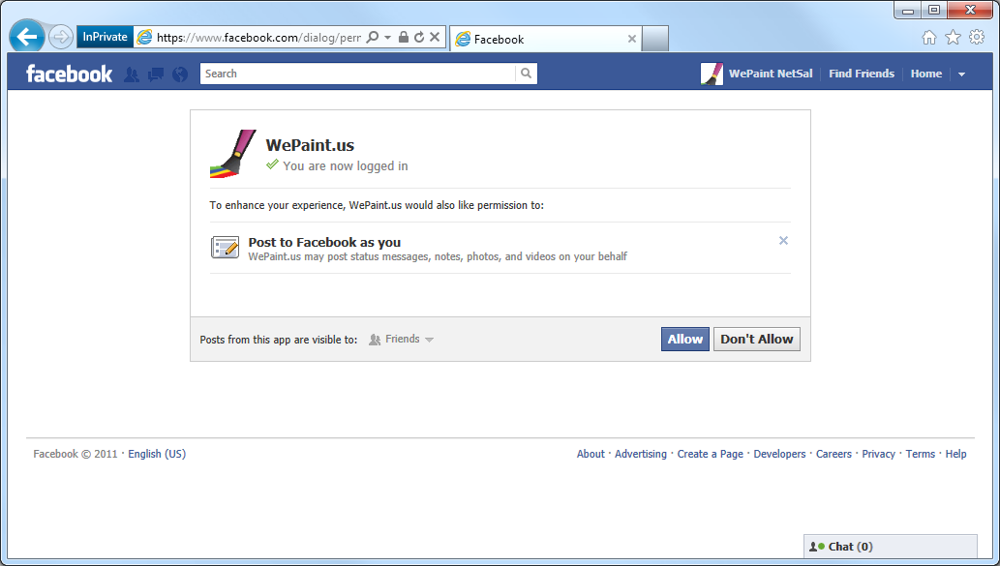 InPrivate https://www.facebook.com/dialog/perr Facebook
facebook Search WePaint NetSal Find Friends Home
WePaint.us
You are now logged in
To enhance your experience, WePaint.us would also like permission to:
Post to Facebook as you
WePaint.us may post status messages, notes, photos, and videos on your behalf
Posts from this app are visible to: Friends Allow Don't Allow
Facebook © 2011 · English (US) About · Advertising · Create a Page · Developers · Careers · Privacy · Terms · Help
Chat (0)